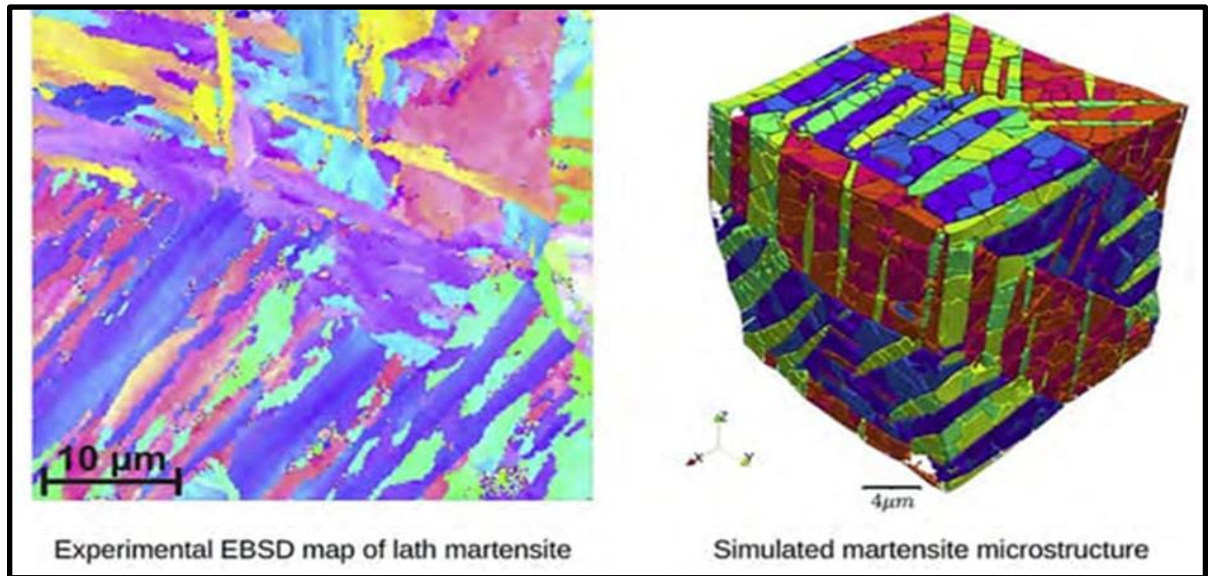 10 μm
Z
X
Y
4μm
Experimental EBSD map of lath martensite
Simulated martensite microstructure